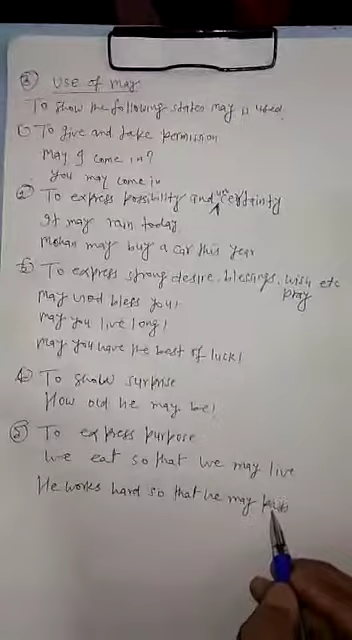 ③ Use of may
To show the following states may is used.
① To give and take permission
May I come in?
You may come in
② To express possibility and uncertainty
It may rain today.
Mohan may buy a car this year
③ To express strong desire, blessings, wish etc
pray
May God bless you!
May you live long!
May you have the best of luck!
④ To show surprise
How old he may be!
⑤ To express purpose
We eat so that we may live
He works hard so that he may pass